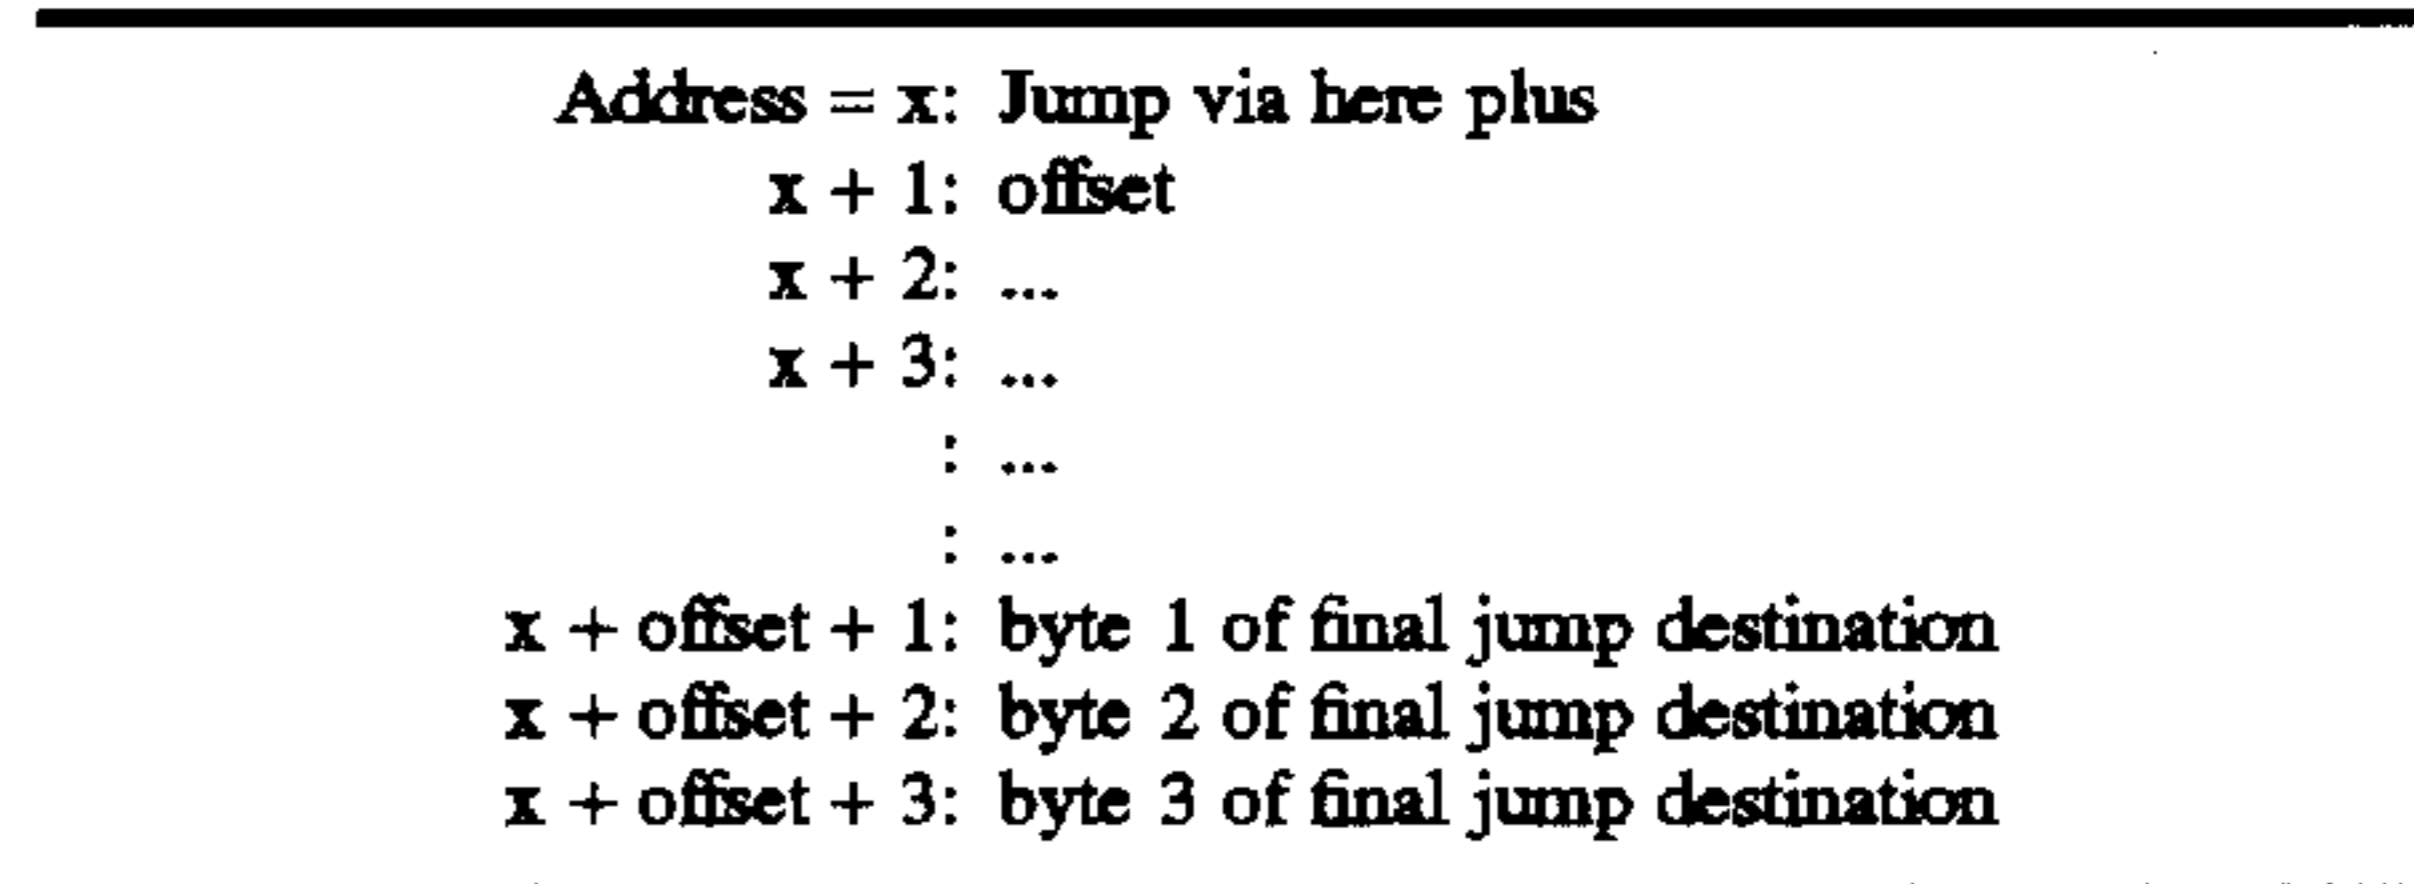 Address = x: Jump via here plus
x + 1: offset
x + 2: ...
x + 3: ...
: ...
: ...
x + offset + 1: byte 1 of final jump destination
x + offset + 2: byte 2 of final jump destination
x + offset + 3: byte 3 of final jump destination